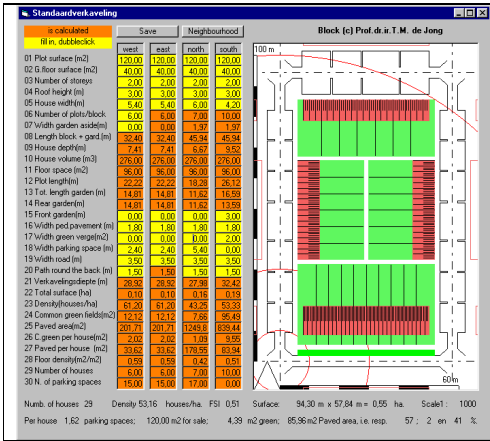 Standaardverkaveling
is calculated
fill in, dubbleclick
Save
Neighbourhood
Block (c) Prof.dr.ir.T.M. de Jong
west east north south
01 Plot surface (m2) 120,00 120,00 120,00 120,00
02 G.floor surface (m2) 40,00 40,00 40,00 40,00
03 Number of storeys 2,00 2,00 2,00 2,00
04 Roof height (m) 3,00 3,00 3,00 3,00
05 House width(m) 5,40 5,40 6,00 4,20
06 Number of plots/block 6,00 6,00 7,00 10,00
07 Width garden aside(m) 0,00 0,00 1,97 1,97
08 Length block + gard.(m) 32,40 32,40 45,94 45,94
09 House depth(m) 7,41 7,41 6,67 9,52
10 House volume (m3) 276,00 276,00 276,00 276,00
11 Floor space (m2) 96,00 96,00 96,00 96,00
12 Plot length(m) 22,22 22,22 18,28 26,12
13 Tot. length garden (m) 14,81 14,81 11,62 16,59
14 Rear garden(m) 14,81 14,81 11,62 13,59
15 Front garden(m) 0,00 0,00 0,00 3,00
16 Width ped.pavement(m) 1,80 1,80 1,80 1,80
17 Width green verge(m2) 0,00 0,00 0,00 2,00
18 Width parking space (m) 2,40 2,40 5,40 0,00
19 Width road (m) 3,50 3,50 3,50 3,50
20 Path round the back (m) 1,50 1,50 1,50 1,50
21 Verkavelingsdiepte (m) 28,92 28,92 27,98 32,42
22 Total surface (ha) 0,10 0,10 0,16 0,19
23 Density(houses/ha) 61,20 61,20 43,25 53,33
24 Common green fields(m2) 12,12 12,12 7,66 95,49
25 Paved area(m2) 201,71 201,71 1249,8 839,44
26 C.green per house(m2) 2,02 2,02 1,09 9,55
27 Paved per house (m2) 33,62 33,62 178,55 83,94
28 Floor density(m2/m2) 0,59 0,59 0,42 0,51
29 Number of houses 6,00 6,00 7,00 10,00
30 N. of parking spaces 15,00 15,00 17,00 0,00
100 m
60 m
Numb. of houses 29 Density 53,16 houses/ha. FSI 0,51 Surface: 94,30 m x 57,84 m = 0,55 ha. Scale1 : 1000
Per house 1,62 parking spaces; 120,00 m2 for sale; 4,39 m2 green; 85,96 m2 Paved area, i.e. resp. 57 ; 2 en 41 %.